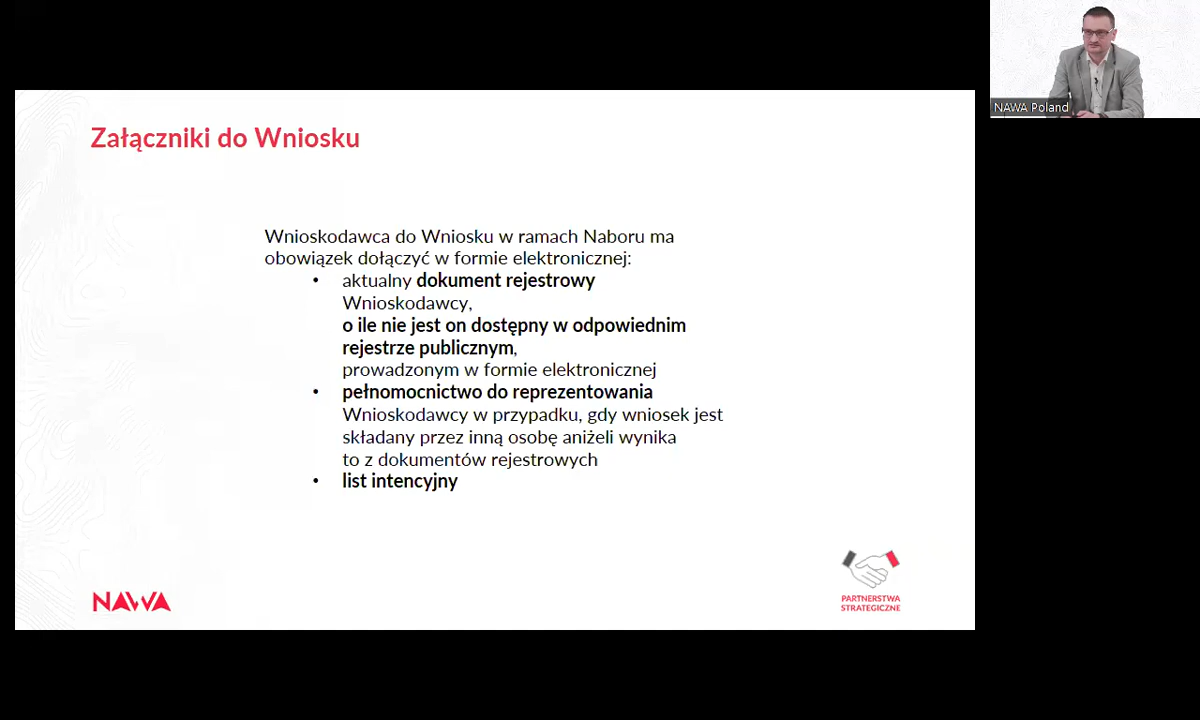 Załączniki do Wniosku
Wnioskodawca do Wniosku w ramach Naboru ma
obowiązek dołączyć w formie elektronicznej:
• aktualny dokument rejestrowy
Wnioskodawcy,
o ile nie jest on dostępny w odpowiednim
rejestrze publicznym,
prowadzonym w formie elektronicznej
• pełnomocnictwo do reprezentowania
Wnioskodawcy w przypadku, gdy wniosek jest
składany przez inną osobę aniżeli wynika
to z dokumentów rejestrowych
• list intencyjny
NAWA
PARTNERSTWA
STRATEGICZNE
NAWA Poland